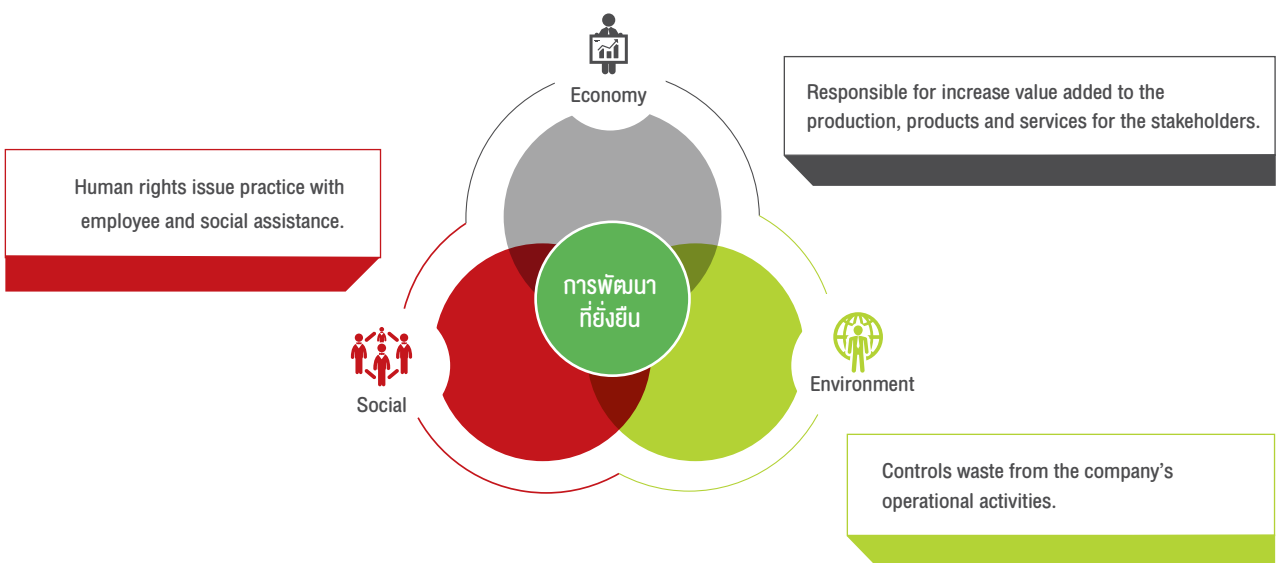 Economy
Responsible for increase value added to the
production, products and services for the stakeholders.
Human rights issue practice with
employee and social assistance.
การพัฒนา
ที่ยั่งยืน
Social
Environment
Controls waste from the company's
operational activities.